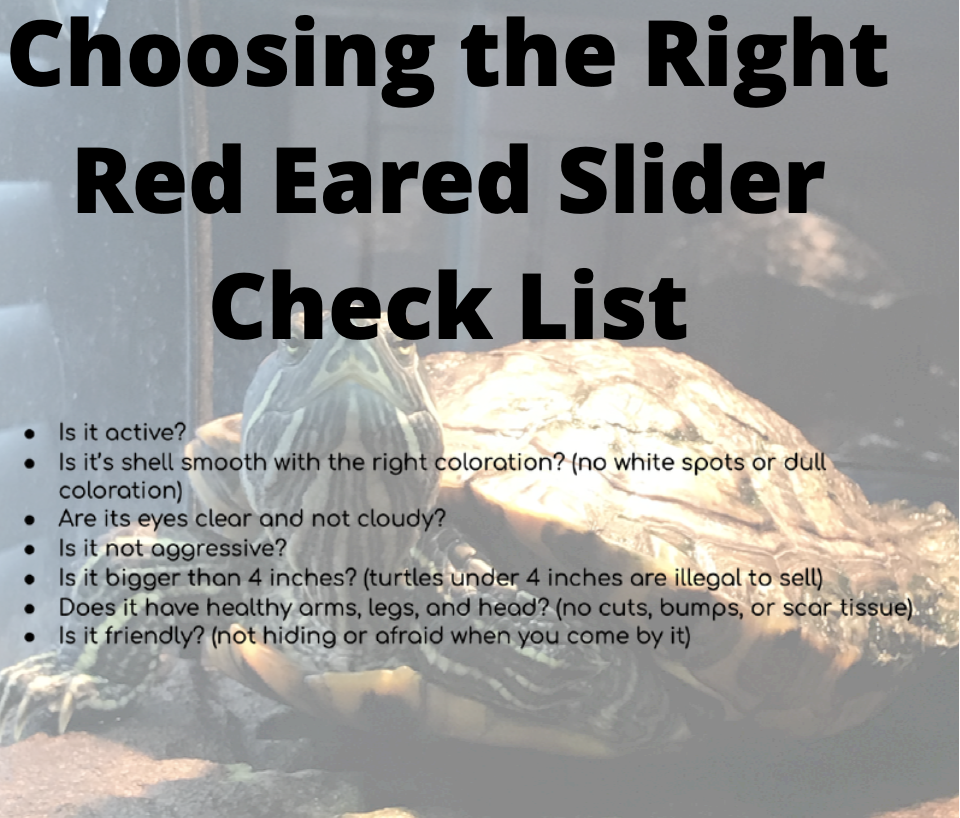 Choosing the Right
Red Eared Slider
Check List
• Is it active?
• Is it's shell smooth with the right coloration? (no white spots or dull
coloration)
• Are its eyes clear and not cloudy?
• Is it not aggressive?
• Is it bigger than 4 inches? (turtles under 4 inches are illegal to sell)
• Does it have healthy arms, legs, and head? (no cuts, bumps, or scar tissue)
• Is it friendly? (not hiding or afraid when you come by it)